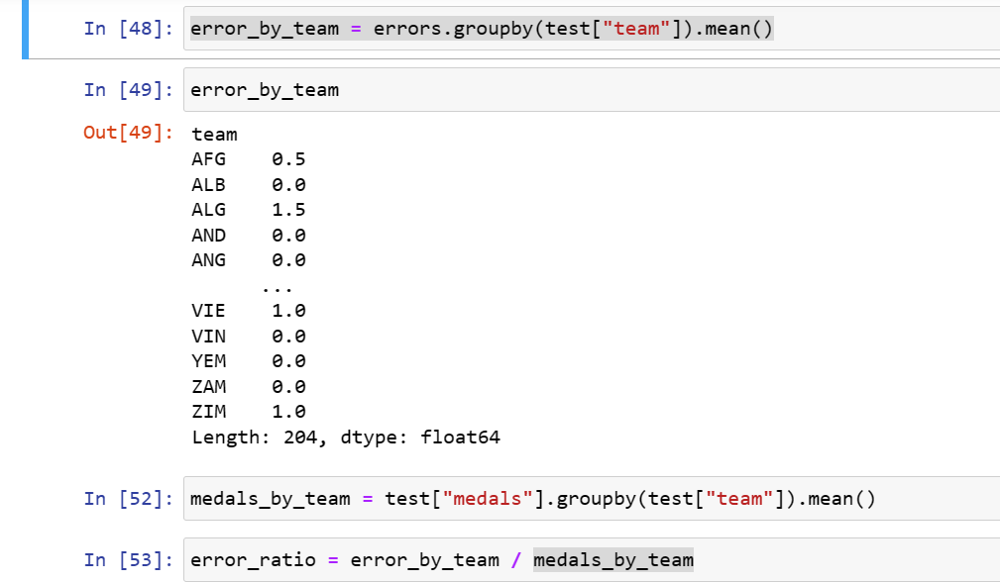 In [48]: error_by_team = errors.groupby(test["team"]).mean()
In [49]: error_by_team
Out[49]: team
AFG    0.5
ALB    0.0
ALG    1.5
AND    0.0
ANG    0.0
...
VIE    1.0
VIN    0.0
YEM    0.0
ZAM    0.0
ZIM    1.0
Length: 204, dtype: float64
In [52]: medals_by_team = test["medals"].groupby(test["team"]).mean()
In [53]: error_ratio = error_by_team / medals_by_team